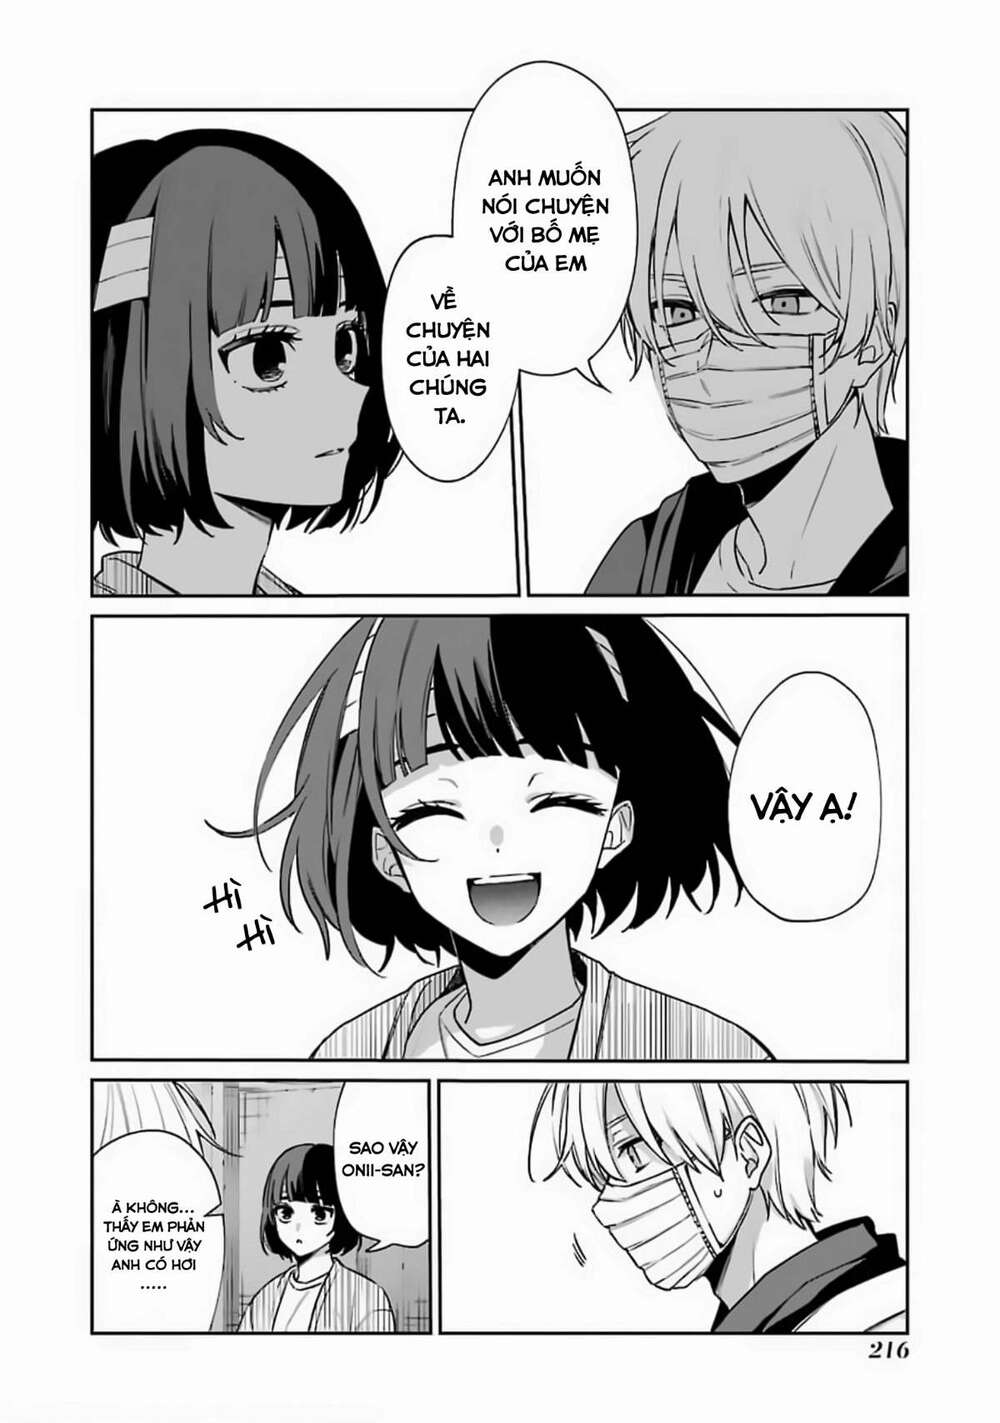 ANH MUỐN
NÓI CHUYỆN
VỚI BỐ MẸ
CỦA EM
VỀ
CHUYỆN
CỦA HAI
CHÚNG
TA.
VẬY Ạ!
HÌ
HÌ
SAO VẬY
ONII-SAN?
À KHÔNG...
THẤY EM PHẢN
ỨNG NHƯ VẬY
ANH CÓ HƠI
.....
216